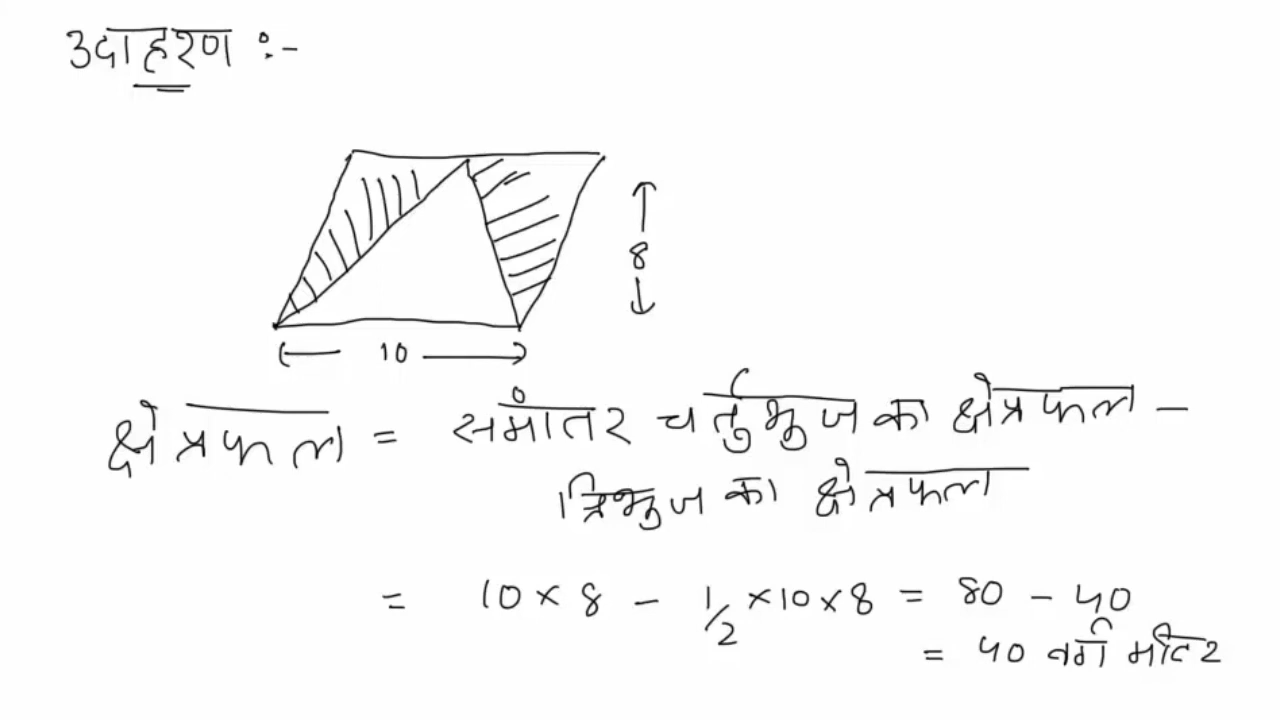 उदाहरण :-
8
10
क्षेत्रफल = समांतर चर्तुभुज का क्षेत्रफल -
त्रिभुज का क्षेत्रफल
= 10 × 8 - 1/2 × 10 × 8 = 80 - 40
= 40 वर्ग मीटर